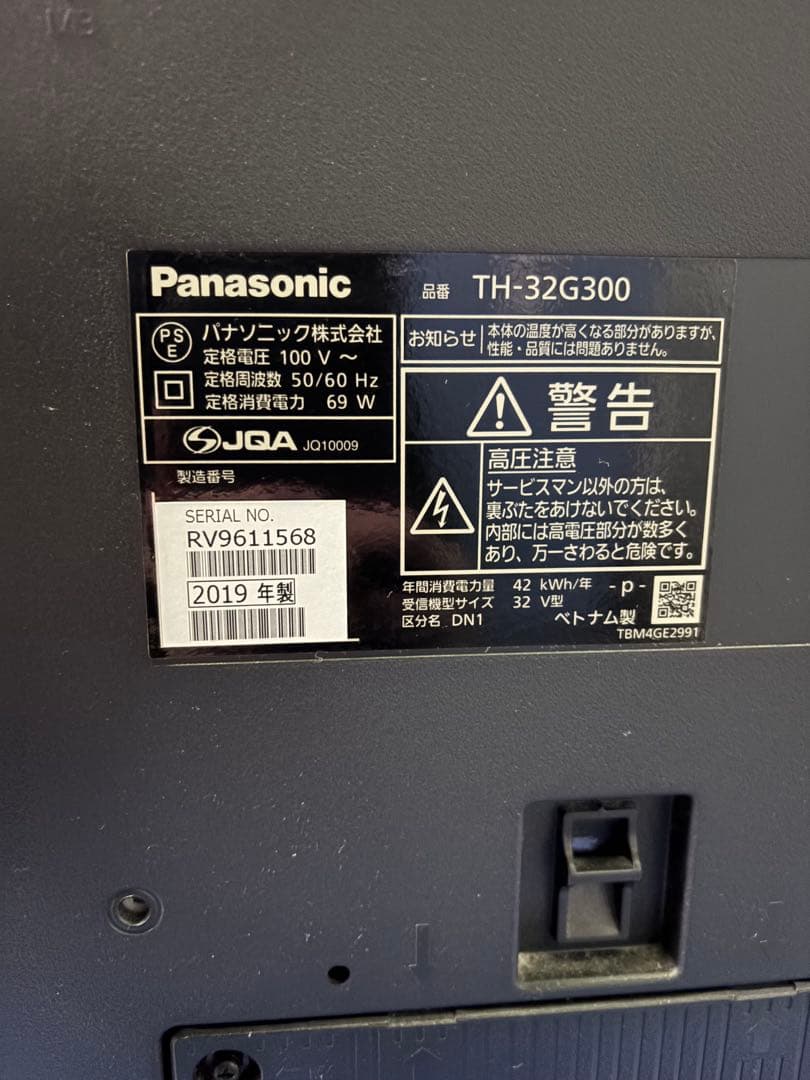 Panasonic
品番 TH-32G300
PS
E
パナソニック株式会社
定格電圧 100 V ～
定格周波数 50/60 Hz
定格消費電力 69 W
JQA JQ10009
製造番号
SERIAL NO.
RV9611568
2019 年製
お知らせ
本体の温度が高くなる部分がありますが、
性能・品質には問題ありません。
警告
高圧注意
サービスマン以外の方は、
裏ぶたをあけないでください。
内部には高電圧部分が数多く
あり、万一さわると危険です。
年間消費電力量 42 kWh/年 -p-
受信機型サイズ 32 V型
区分名 DN1 ベトナム製
TBM4GE2991